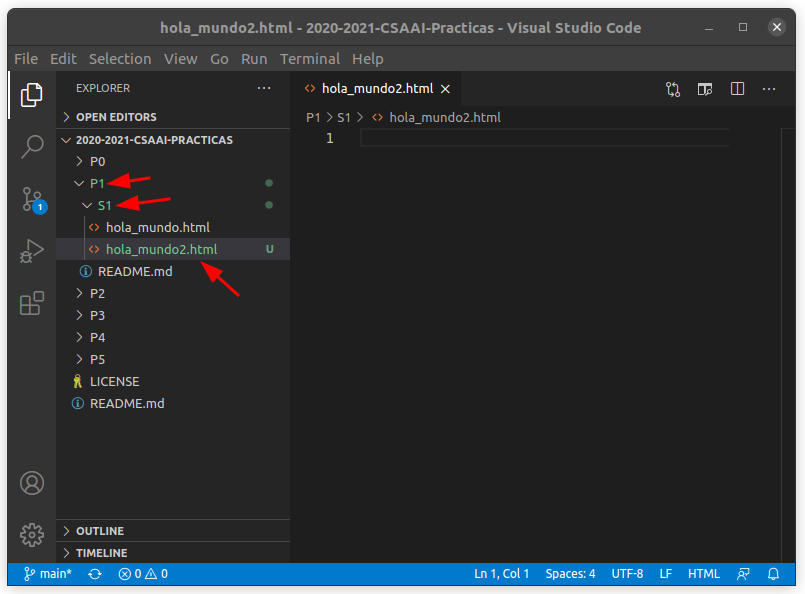 hola_mundo2.html - 2020-2021-CSAAI-Practicas - Visual Studio Code
File Edit Selection View Go Run Terminal Help
EXPLORER
OPEN EDITORS
2020-2021-CSAAI-PRACTICAS
P0
P1
S1
hola_mundo.html
hola_mundo2.html U
README.md
P2
P3
P4
P5
LICENSE
README.md
OUTLINE
TIMELINE
1
hola_mundo2.html
P1 > S1 > hola_mundo2.html
1
main* 0 0 Ln 1, Col 1 Spaces: 4 UTF-8 LF HTML